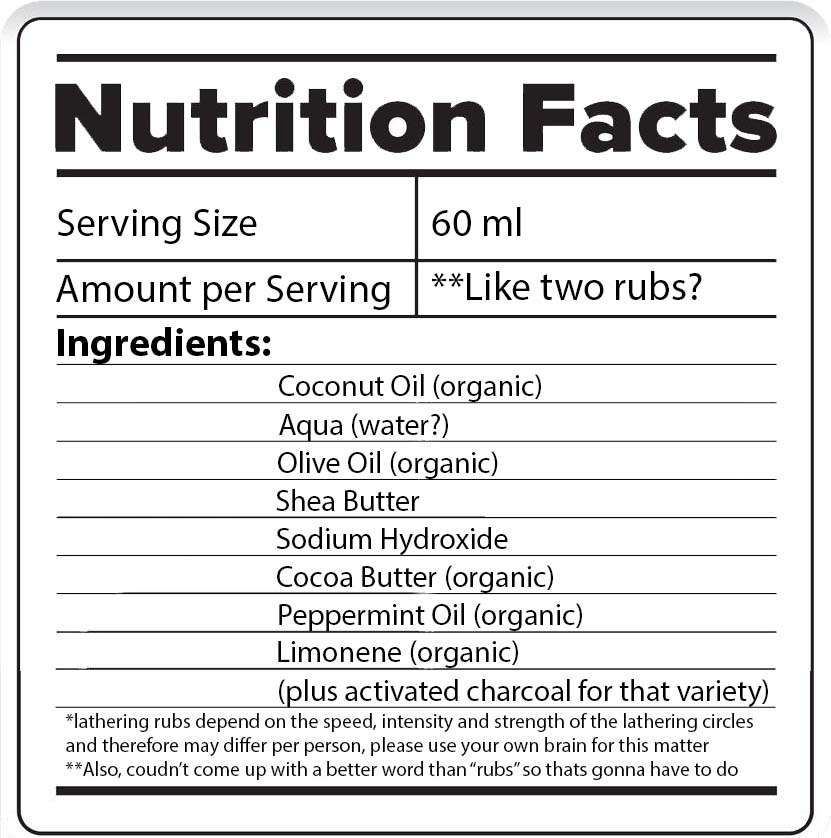 Nutrition Facts
Serving Size 60 ml
Amount per Serving **Like two rubs?
Ingredients:
Coconut Oil (organic)
Aqua (water?)
Olive Oil (organic)
Shea Butter
Sodium Hydroxide
Cocoa Butter (organic)
Peppermint Oil (organic)
Limonene (organic)
(plus activated charcoal for that variety)
*lathering rubs depend on the speed, intensity and strength of the lathering circles
and therefore may differ per person, please use your own brain for this matter
**Also, coudn't come up with a better word than "rubs" so thats gonna have to do